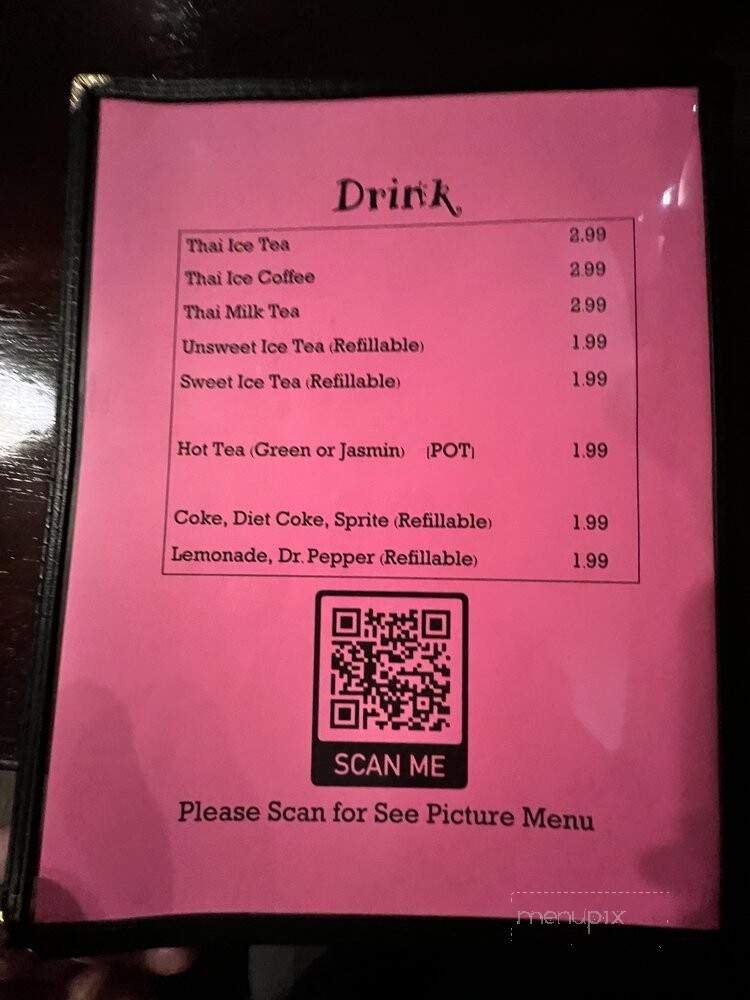 Drink
Thai Ice Tea 2.99
Thai Ice Coffee 2.99
Thai Milk Tea 2.99
Unsweet Ice Tea (Refillable) 1.99
Sweet Ice Tea (Refillable) 1.99
Hot Tea (Green or Jasmin) (POT) 1.99
Coke, Diet Coke, Sprite (Refillable) 1.99
Lemonade, Dr. Pepper (Refillable) 1.99
SCAN ME
Please Scan for See Picture Menu
menupix